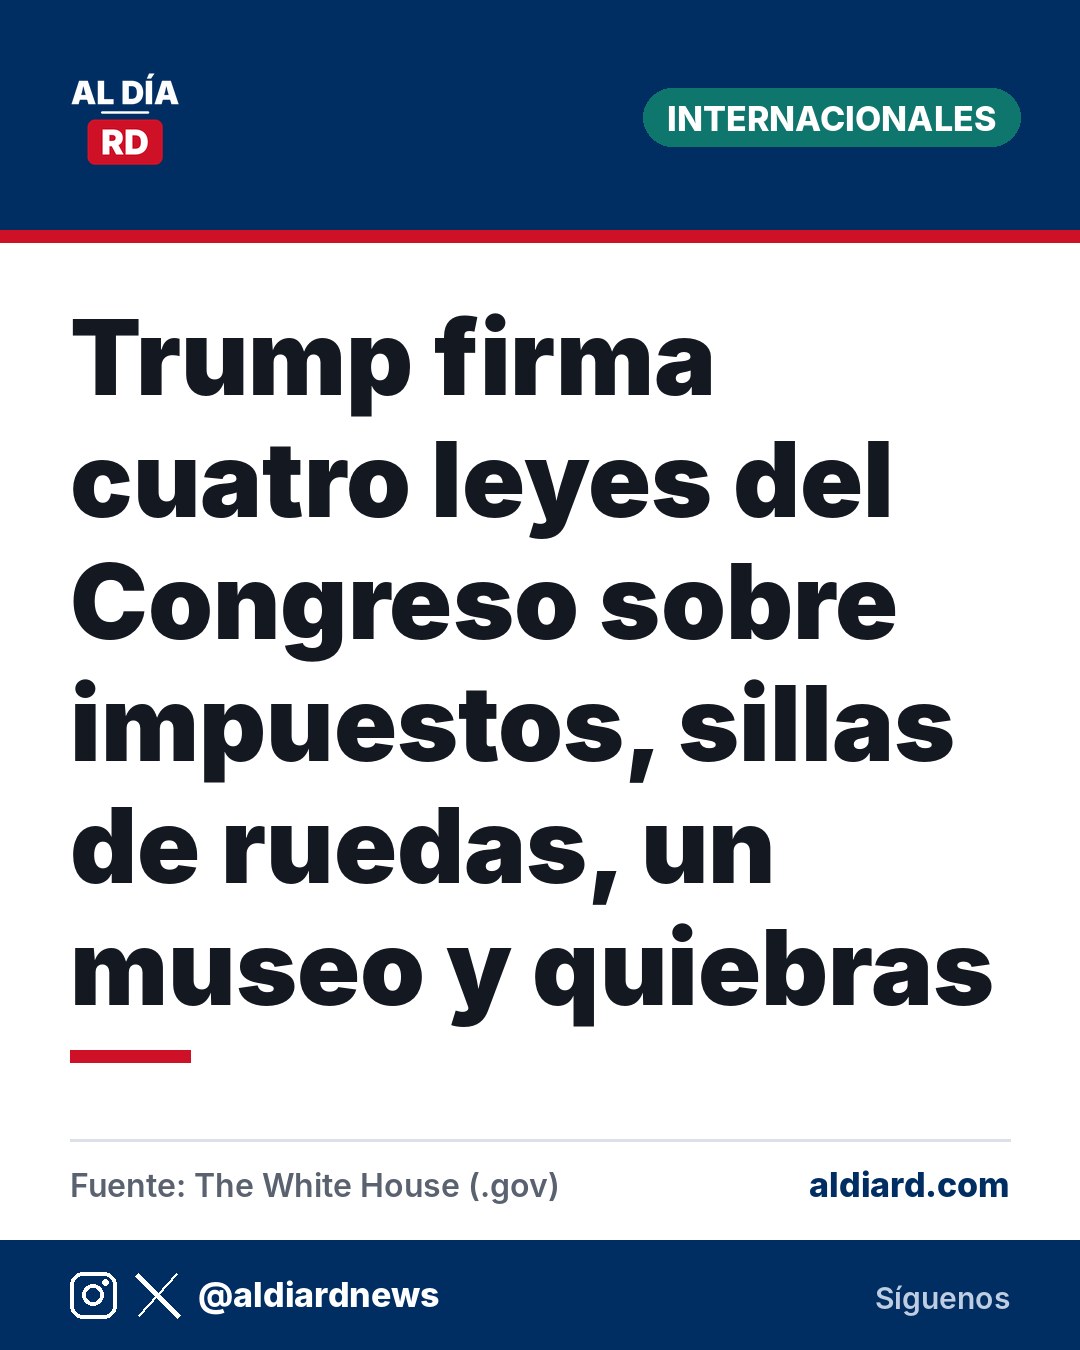 AL DÍA
RD
INTERNACIONALES
Trump firma
cuatro leyes del
Congreso sobre
impuestos, sillas
de ruedas, un
museo y quiebras
Fuente: The White House (.gov)
aldiard.com
@aldiardnews
Síguenos